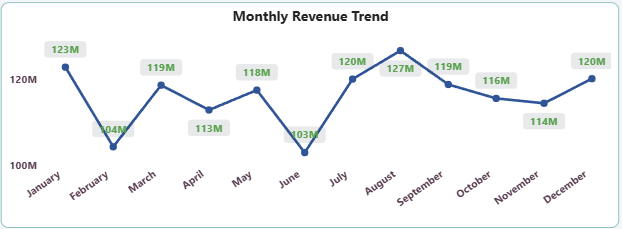 Monthly Revenue Trend
120M
100M
123M
104M
119M
113M
118M
103M
120M
127M
119M
116M
114M
120M
January
February
March
April
May
June
July
August
September
October
November
December